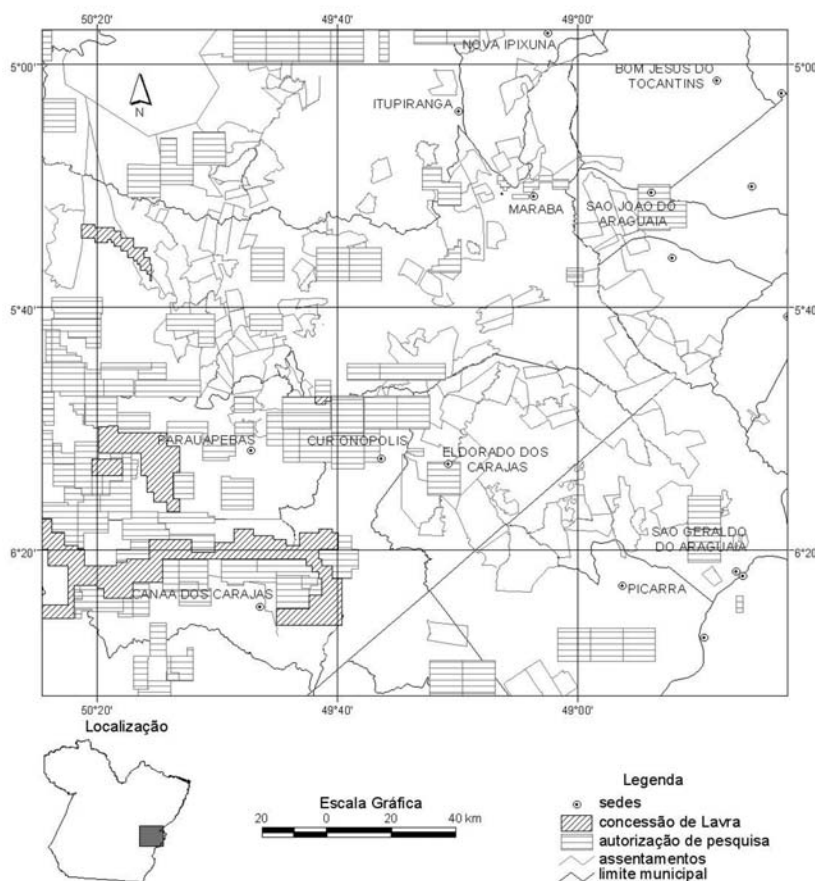 50°20' 49°40' 49°00'
NOVA IPIXUNA
5°00' 5°00'
BOM JESUS DO
TOCANTINS
N
ITUPIRANGA
MARABA
SAO JOAO DO
ARAGUAIA
5°40' 5°40'
PARAUAPEBAS
CURIONÓPOLIS
ELDORADO DOS
CARAJAS
SAO GERALDO
DO ARAGUAIA
6°20' 6°20'
CANAA DOS CARAJAS
PICARRA
50°20' 49°40' 49°00'
Localização
Escala Gráfica
20 0 20 40 km
Legenda
sedes
concessão de Lavra
autorização de pesquisa
assentamentos
limite municipal